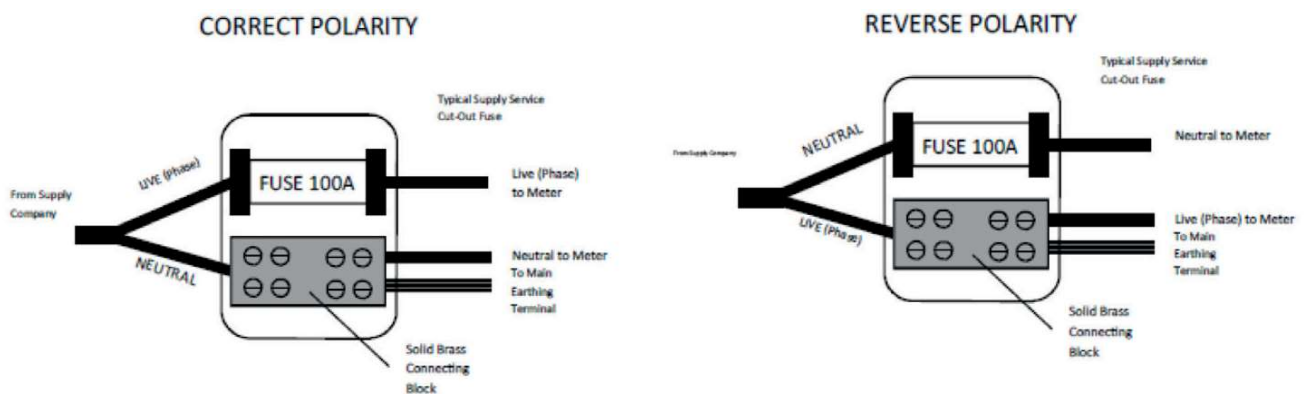 CORRECT POLARITY
Typical Supply Service
Cut-Out Fuse
LIVE (Phase)
FUSE 100A
Live (Phase)
to Meter
From Supply
Company
NEUTRAL
Neutral to Meter
To Main
Earthing
Terminal
Solid Brass
Connecting
Block
REVERSE POLARITY
Typical Supply Service
Cut-Out Fuse
NEUTRAL
FUSE 100A
Neutral to Meter
From Supply Company
LIVE (Phase)
Live (Phase) to Meter
To Main
Earthing
Terminal
Solid Brass
Connecting
Block